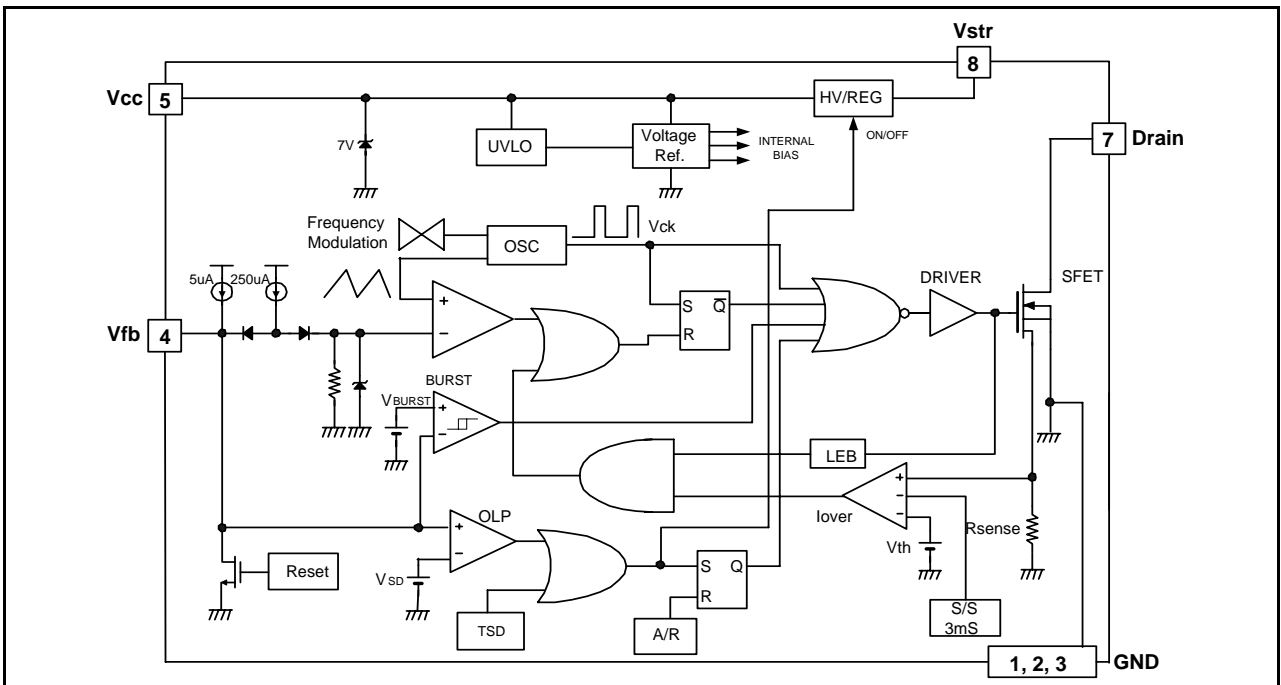 Vstr
8
Vcc
5
HV/REG
7V
UVLO
Voltage
Ref.
INTERNAL
BIAS
ON/OFF
7
Drain
Frequency
Modulation
OSC
Vck
5uA
250uA
DRIVER
SFET
+
−
S
Q
R
Vfb
4
BURST
VBURST
+
−
LEB
+
−
−
Iover
Rsense
Vth
OLP
+
−
VSD
Reset
TSD
S
Q
R
A/R
S/S
3mS
1, 2, 3
GND